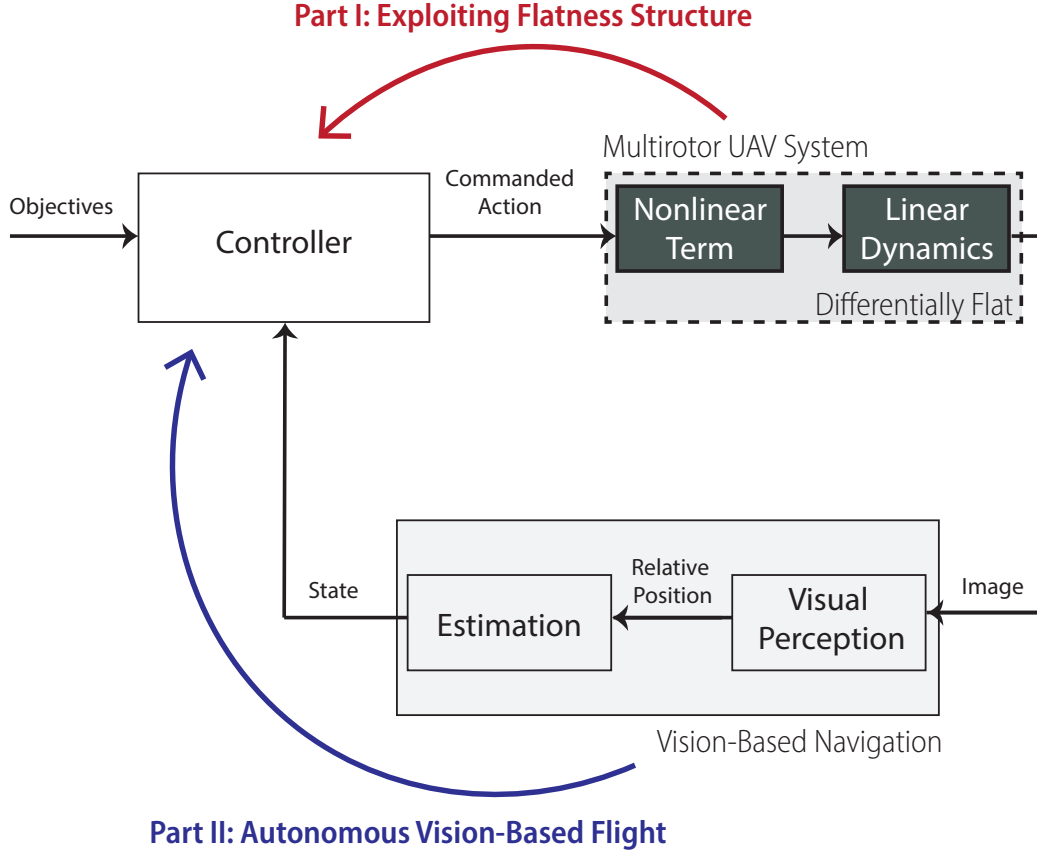 Part I: Exploiting Flatness Structure
Multirotor UAV System
Objectives
Controller
Commanded
Action
Nonlinear
Term
Linear
Dynamics
Differentially Flat
State
Estimation
Relative
Position
Visual
Perception
Image
Vision-Based Navigation
Part II: Autonomous Vision-Based Flight